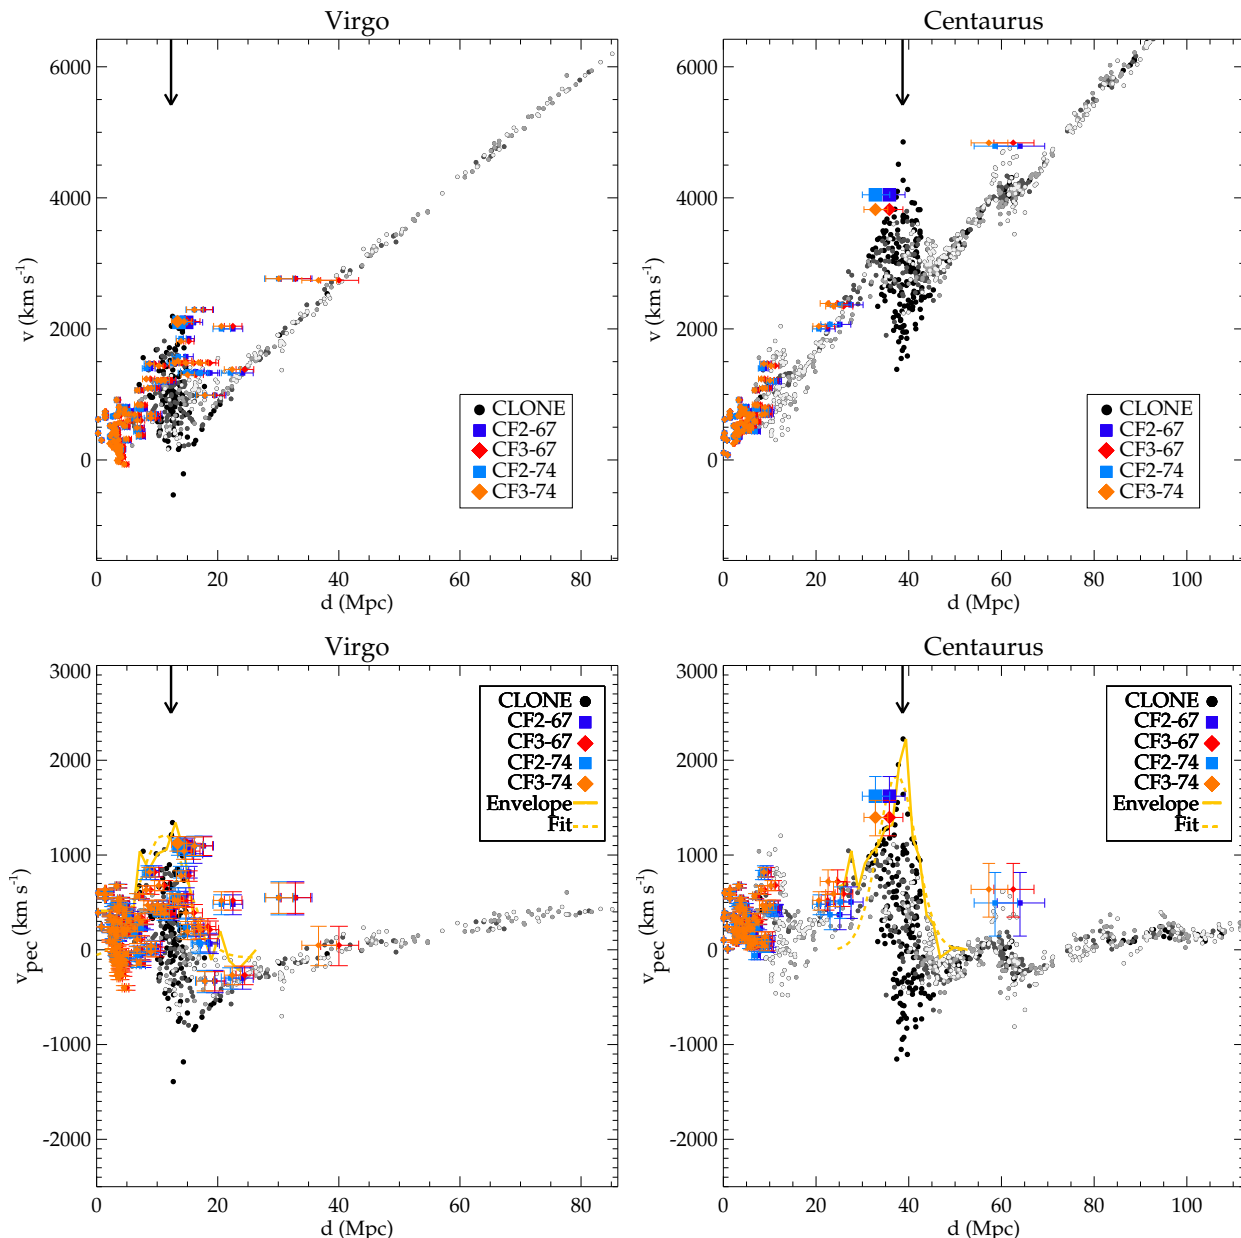 Virgo
6000
4000
2000
0
v (km s⁻¹)
CLONE
CF2-67
CF3-67
CF2-74
CF3-74
0 20 40 60 80
d (Mpc)
Centaurus
6000
4000
2000
0
v (km s⁻¹)
CLONE
CF2-67
CF3-67
CF2-74
CF3-74
0 20 40 60 80 100
d (Mpc)
Virgo
3000
2000
1000
0
-1000
-2000
v_pec (km s⁻¹)
CLONE
CF2-67
CF3-67
CF2-74
CF3-74
Envelope
Fit
0 20 40 60 80
d (Mpc)
Centaurus
3000
2000
1000
0
-1000
-2000
v_pec (km s⁻¹)
CLONE
CF2-67
CF3-67
CF2-74
CF3-74
Envelope
Fit
0 20 40 60 80 100
d (Mpc)